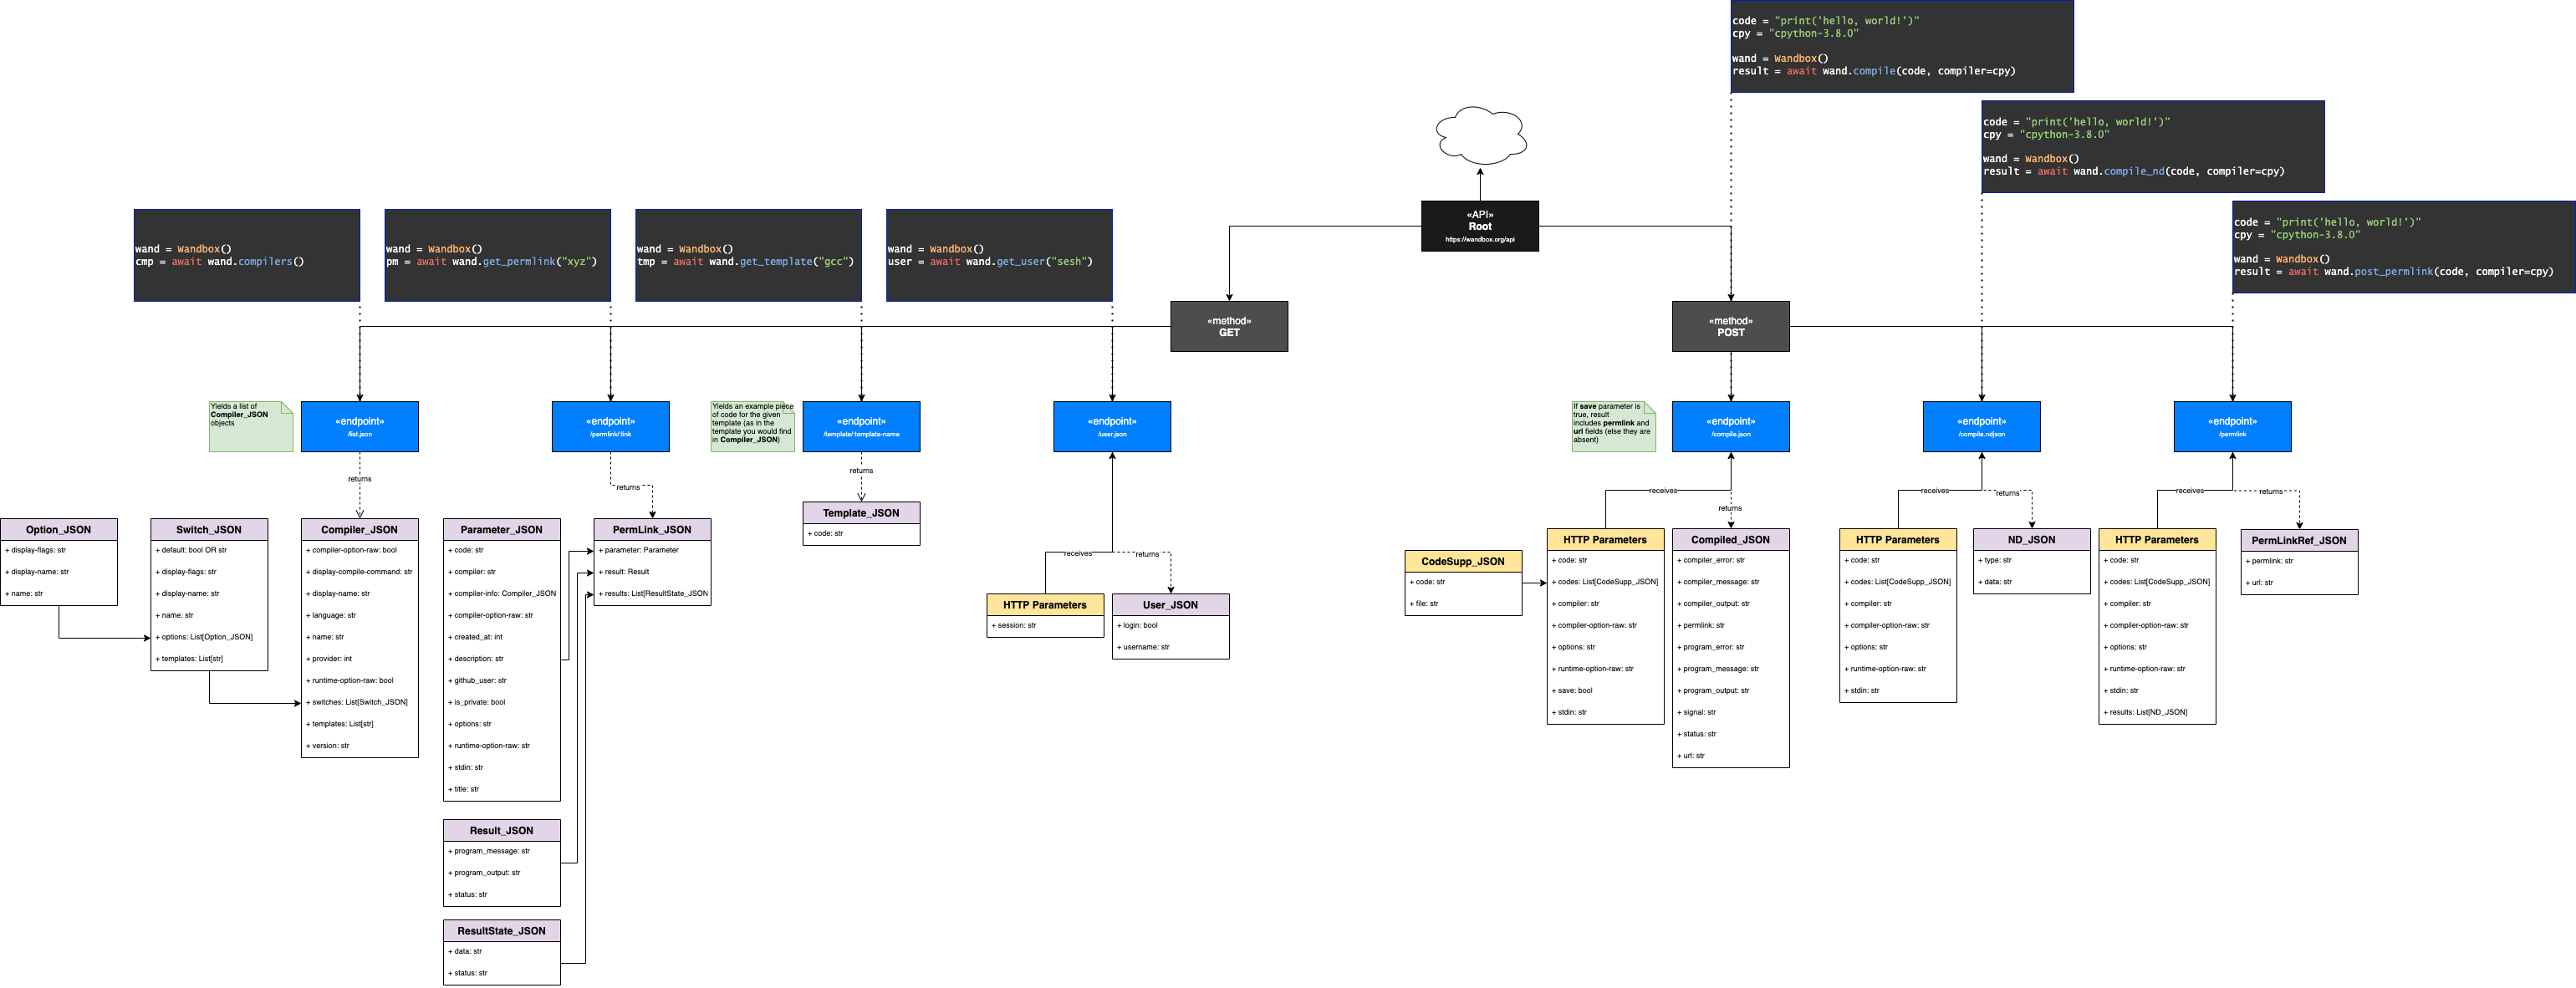 code = "print('hello, world!')"
cpy = "cpython-3.8.0"
wand = Wandbox()
result = await wand.compile(code, compiler=cpy)
code = "print('hello, world!')"
cpy = "cpython-3.8.0"
wand = Wandbox()
result = await wand.compile_nd(code, compiler=cpy)
code = "print('hello, world!')"
cpy = "cpython-3.8.0"
wand = Wandbox()
result = await wand.post_permlink(code, compiler=cpy)
«API»
Root
https://wandbox.org/api
wand = Wandbox()
cmp = await wand.compilers()
wand = Wandbox()
pm = await wand.get_permlink("xyz")
wand = Wandbox()
tmp = await wand.get_template("gcc")
wand = Wandbox()
user = await wand.get_user("sesh")
«method»
GET
«method»
POST
Yields a list of
Compiler_JSON
objects
«endpoint»
/list.json
«endpoint»
/permlink/:link
Yields an example piece
of code for the given
template (as in the
template you would find
in Compiler_JSON)
«endpoint»
/template/:template-name
«endpoint»
/user.json
If save parameter is
true, result
includes permlink and
url fields (else they are
absent)
«endpoint»
/compile.json
«endpoint»
/compile.ndjson
«endpoint»
/permlink
returns
returns
returns
receives
returns
receives
returns
receives
returns
receives
returns
Option_JSON
+ display-flags: str
+ display-name: str
+ name: str
Switch_JSON
+ default: bool OR str
+ display-flags: str
+ display-name: str
+ name: str
+ options: List[Option_JSON]
+ templates: List[str]
Compiler_JSON
+ compiler-option-raw: bool
+ display-compile-command: str
+ display-name: str
+ language: str
+ name: str
+ provider: int
+ runtime-option-raw: bool
+ switches: List[Switch_JSON]
+ templates: List[str]
+ version: str
Parameter_JSON
+ code: str
+ compiler: str
+ compiler-info: Compiler_JSON
+ compiler-option-raw: str
+ created_at: int
+ description: str
+ github_user: str
+ is_private: bool
+ options: str
+ runtime-option-raw: str
+ stdin: str
+ title: str
PermLink_JSON
+ parameter: Parameter
+ result: Result
+ results: List[ResultState_JSON
Result_JSON
+ program_message: str
+ program_output: str
+ status: str
ResultState_JSON
+ data: str
+ status: str
Template_JSON
+ code: str
HTTP Parameters
+ session: str
User_JSON
+ login: bool
+ username: str
CodeSupp_JSON
+ code: str
+ file: str
HTTP Parameters
+ code: str
+ codes: List[CodeSupp_JSON]
+ compiler: str
+ compiler-option-raw: str
+ options: str
+ runtime-option-raw: str
+ save: bool
+ stdin: str
Compiled_JSON
+ compiler_error: str
+ compiler_message: str
+ compiler_output: str
+ permlink: str
+ program_error: str
+ program_message: str
+ program_output: str
+ signal: str
+ status: str
+ url: str
HTTP Parameters
+ code: str
+ codes: List[CodeSupp_JSON]
+ compiler: str
+ compiler-option-raw: str
+ options: str
+ runtime-option-raw: str
+ stdin: str
ND_JSON
+ type: str
+ data: str
HTTP Parameters
+ code: str
+ codes: List[CodeSupp_JSON]
+ compiler: str
+ compiler-option-raw: str
+ options: str
+ runtime-option-raw: str
+ stdin: str
+ results: List[ND_JSON]
PermLinkRef_JSON
+ permlink: str
+ url: str